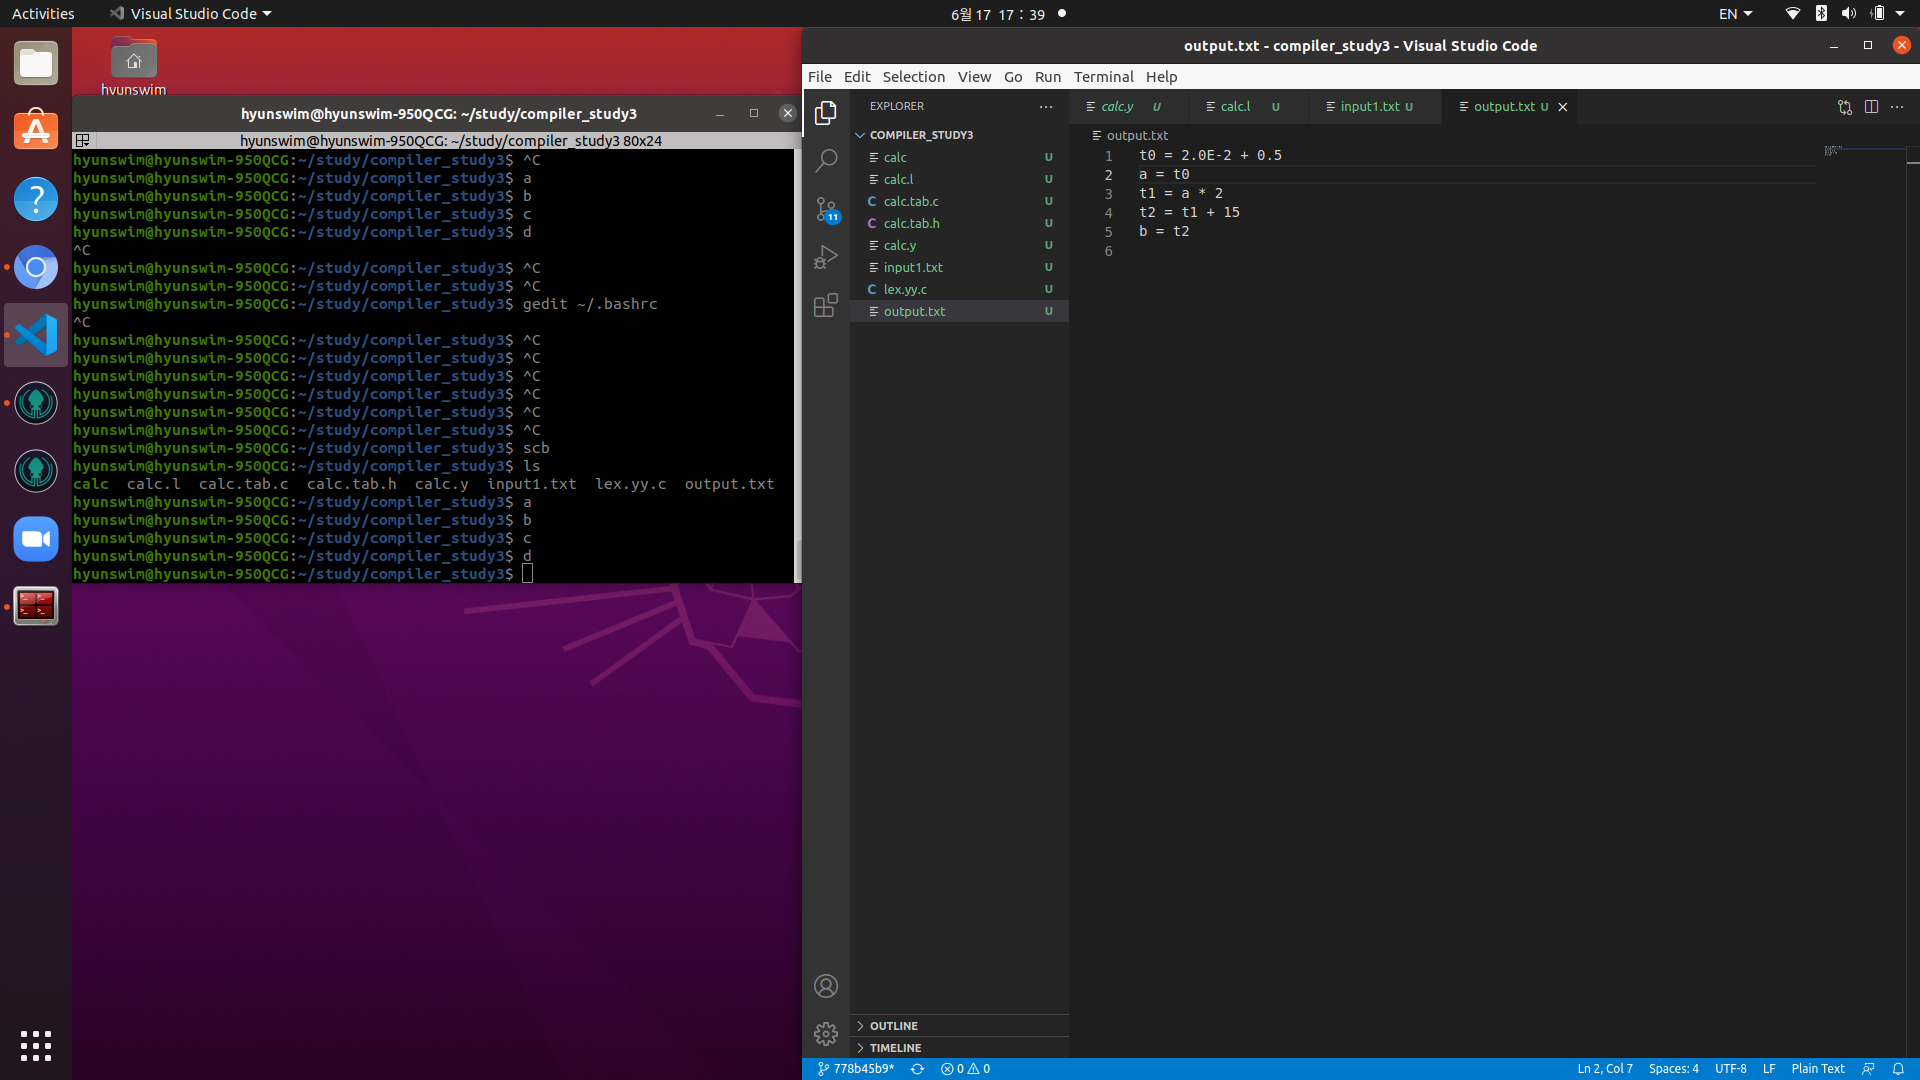 Activities
Visual Studio Code
6월 17 17 : 39
EN
hyunswim
hyunswim@hyunswim-950QCG: ~/study/compiler_study3
hyunswim@hyunswim-950QCG: ~/study/compiler_study3 80x24
hyunswim@hyunswim-950QCG:~/study/compiler_study3$ ^C
hyunswim@hyunswim-950QCG:~/study/compiler_study3$ a
hyunswim@hyunswim-950QCG:~/study/compiler_study3$ b
hyunswim@hyunswim-950QCG:~/study/compiler_study3$ c
hyunswim@hyunswim-950QCG:~/study/compiler_study3$ d
^C
hyunswim@hyunswim-950QCG:~/study/compiler_study3$ ^C
hyunswim@hyunswim-950QCG:~/study/compiler_study3$ ^C
hyunswim@hyunswim-950QCG:~/study/compiler_study3$ gedit ~/.bashrc
^C
hyunswim@hyunswim-950QCG:~/study/compiler_study3$ ^C
hyunswim@hyunswim-950QCG:~/study/compiler_study3$ ^C
hyunswim@hyunswim-950QCG:~/study/compiler_study3$ ^C
hyunswim@hyunswim-950QCG:~/study/compiler_study3$ ^C
hyunswim@hyunswim-950QCG:~/study/compiler_study3$ ^C
hyunswim@hyunswim-950QCG:~/study/compiler_study3$ ^C
hyunswim@hyunswim-950QCG:~/study/compiler_study3$ scb
hyunswim@hyunswim-950QCG:~/study/compiler_study3$ ls
calc calc.l calc.tab.c calc.tab.h calc.y input1.txt lex.yy.c output.txt
hyunswim@hyunswim-950QCG:~/study/compiler_study3$ a
hyunswim@hyunswim-950QCG:~/study/compiler_study3$ b
hyunswim@hyunswim-950QCG:~/study/compiler_study3$ c
hyunswim@hyunswim-950QCG:~/study/compiler_study3$ d
hyunswim@hyunswim-950QCG:~/study/compiler_study3$
output.txt - compiler_study3 - Visual Studio Code
File Edit Selection View Go Run Terminal Help
EXPLORER
COMPILER_STUDY3
calc U
calc.l U
C calc.tab.c U
C calc.tab.h U
calc.y U
input1.txt U
C lex.yy.c U
output.txt U
11
OUTLINE
TIMELINE
calc.y U calc.l U input1.txt U output.txt U
output.txt
1 t0 = 2.0E-2 + 0.5
2 a = t0
3 t1 = a * 2
4 t2 = t1 + 15
5 b = t2
6
778b45b9* 0 0 Ln 2, Col 7 Spaces: 4 UTF-8 LF Plain Text